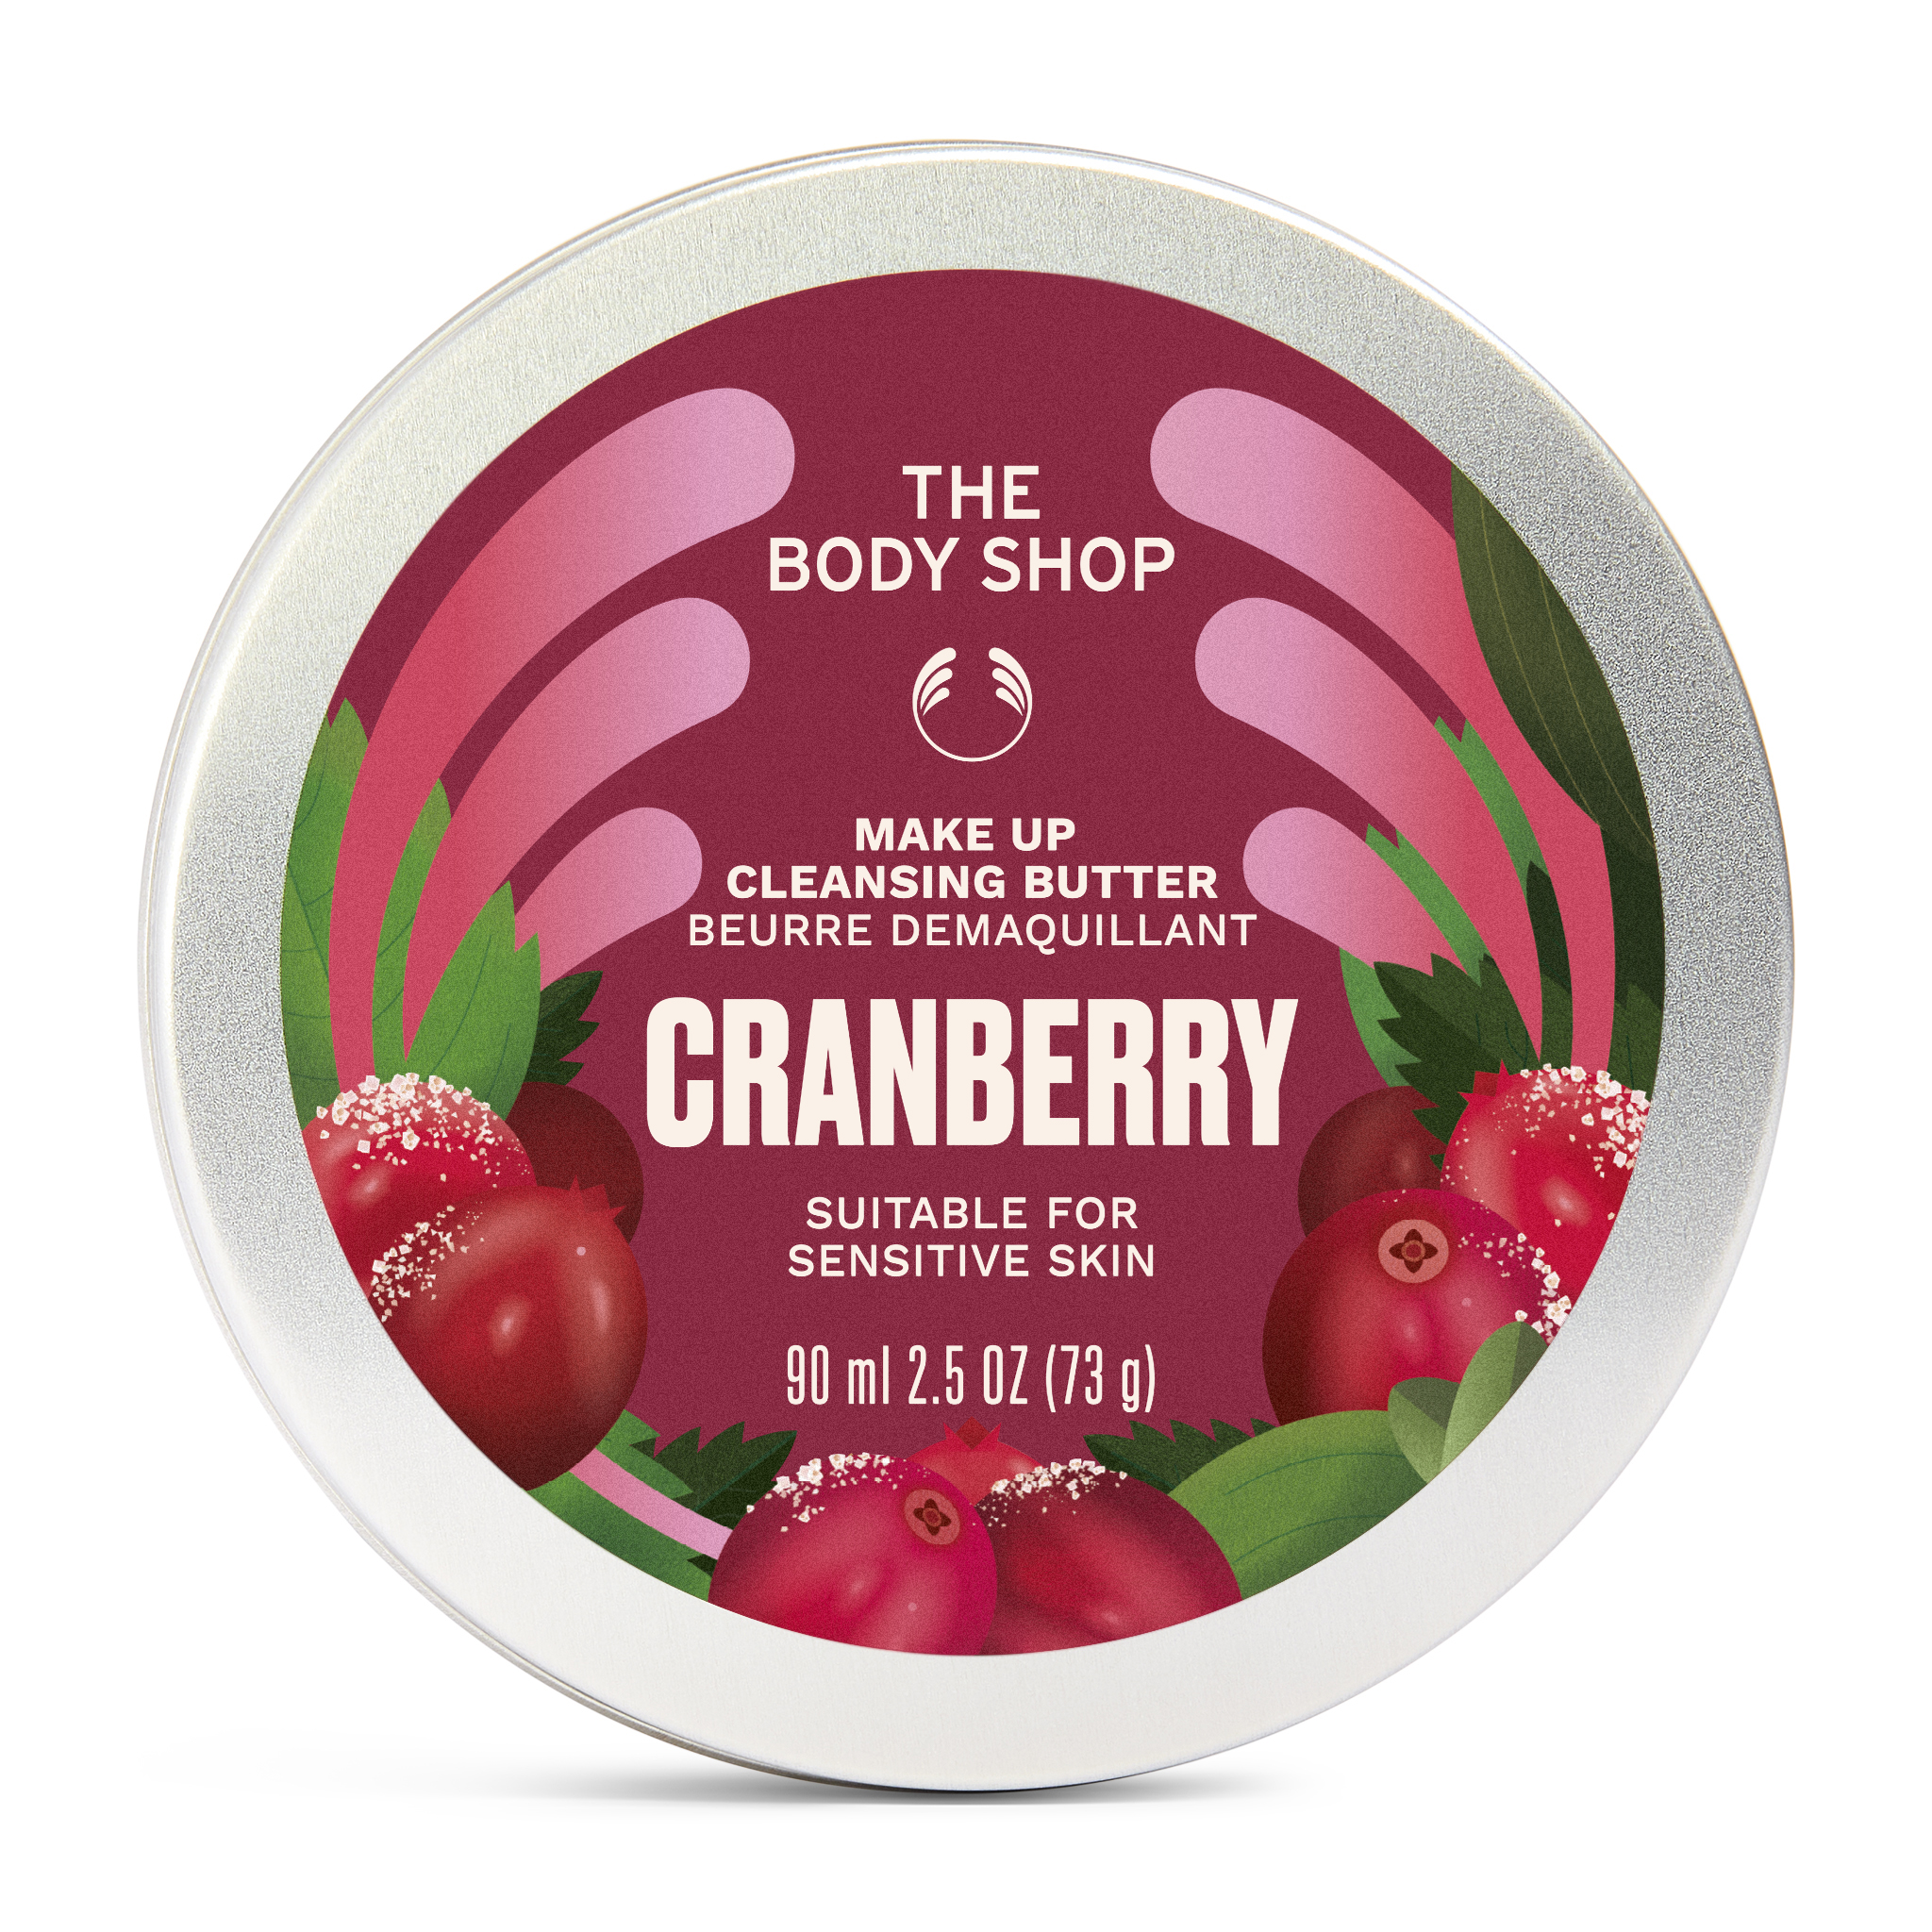 THE
BODY SHOP
MAKE UP
CLEANSING BUTTER
BEURRE DEMAQUILLANT
CRANBERRY
SUITABLE FOR
SENSITIVE SKIN
90 ml 2.5 OZ (73 g)